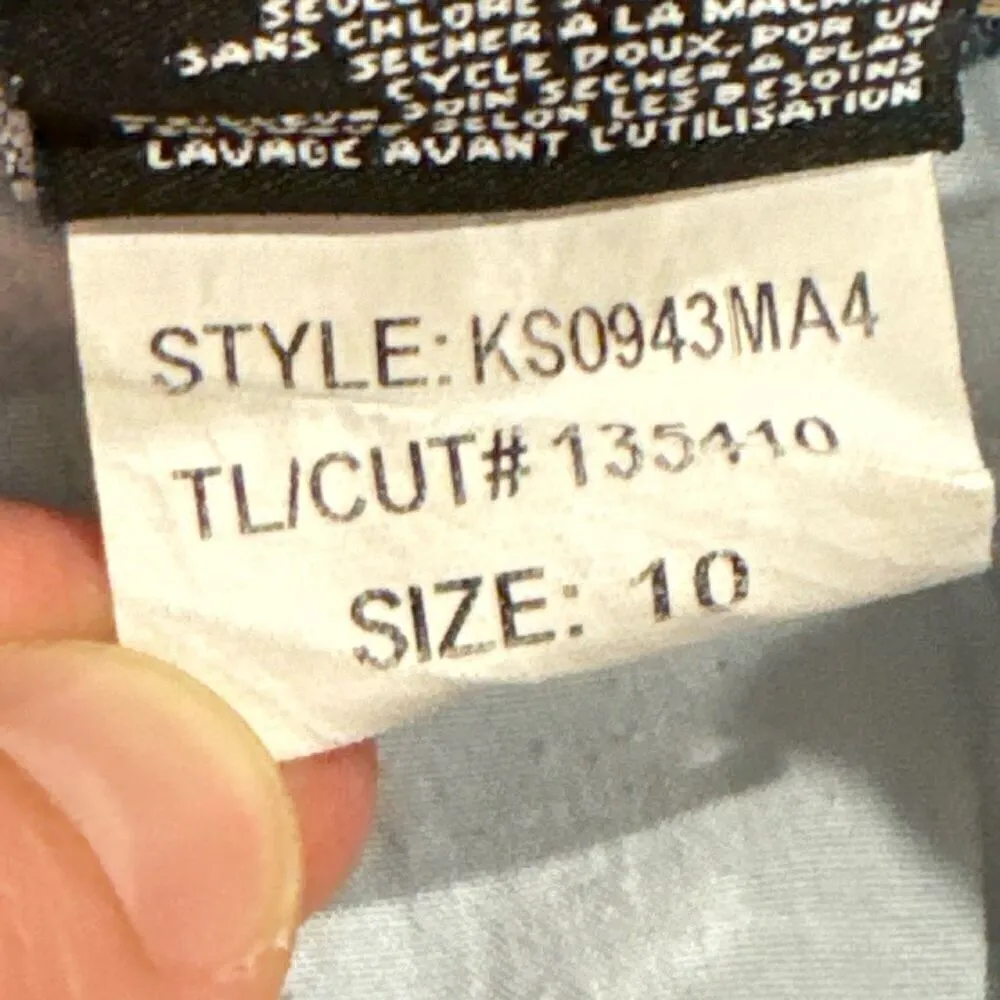 SANS CHLORE
SECHER A LA
CYCLE DOUX, POR UN
SOIN SECHER A PLAT
SELON LES BESOINS
LAVAGE AVANT L'UTILISATION
STYLE: KS0943MA4
TL/CUT# 135410
SIZE: 10